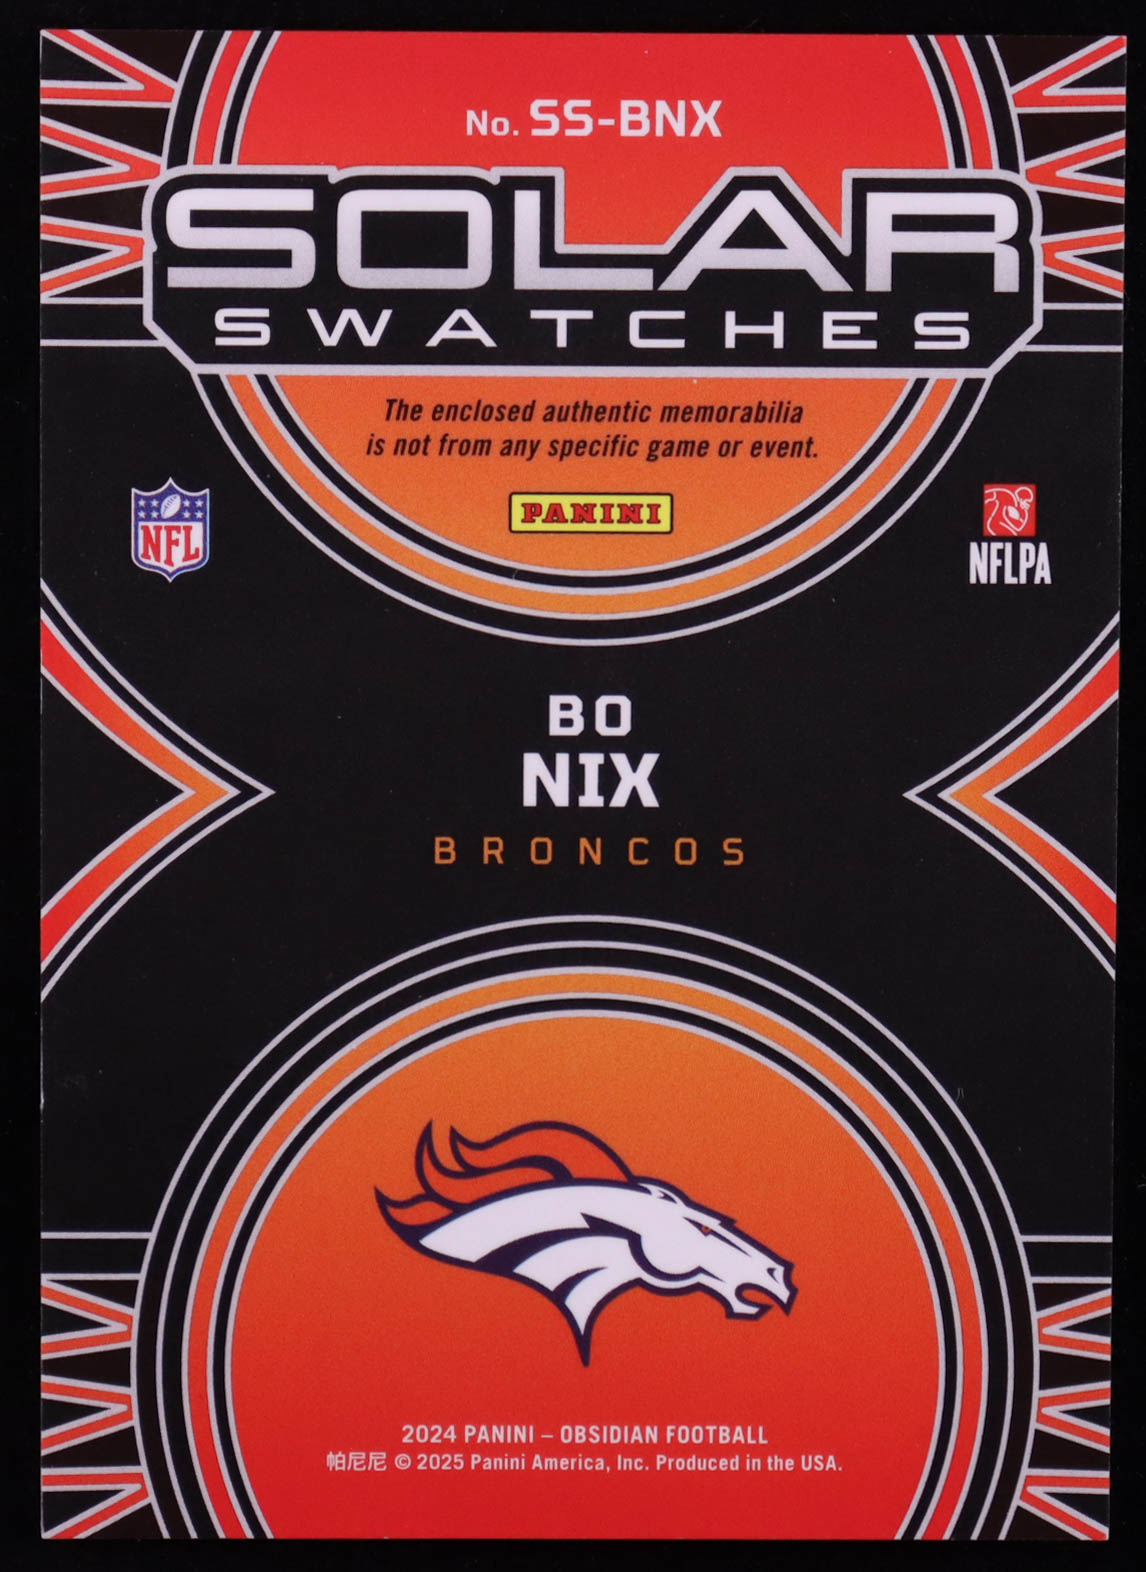 No. SS-BNX
SOLAR
SWATCHES
The enclosed authentic memorabilia
is not from any specific game or event.
PANINI
NFL
NFLPA
BO
NIX
BRONCOS
2024 PANINI – OBSIDIAN FOOTBALL
帕尼尼 © 2025 Panini America, Inc. Produced in the USA.